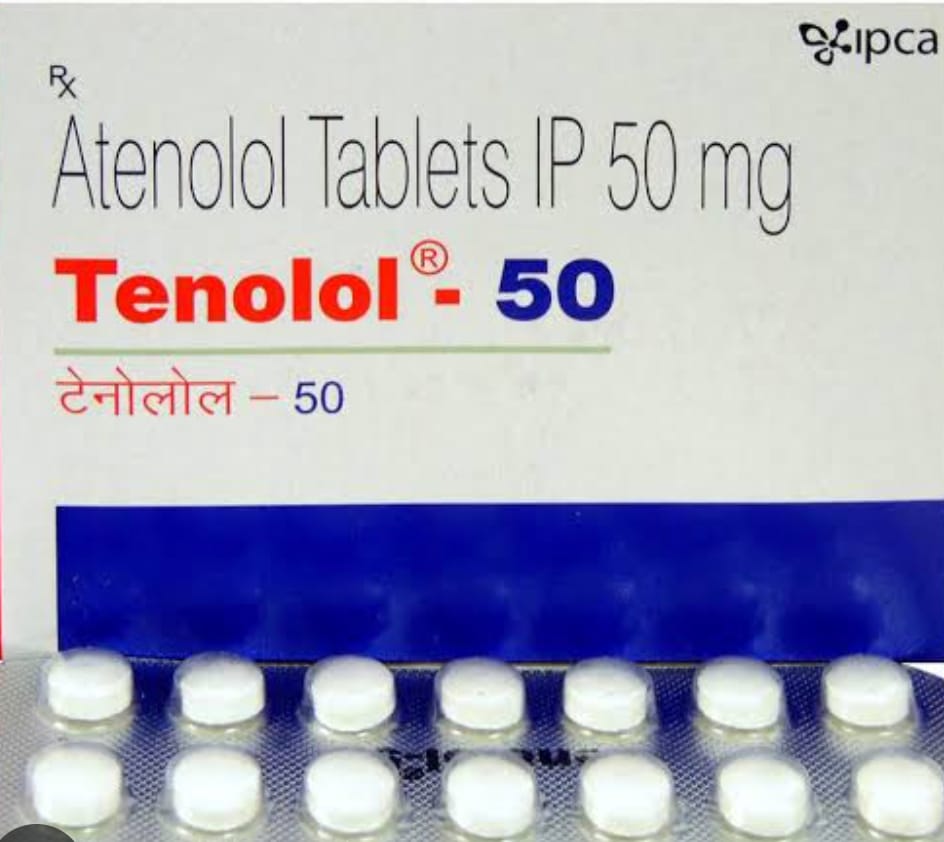 ipca
Rx
Atenolol Tablets IP 50 mg
Tenolol®- 50
टेनोलोल – 50